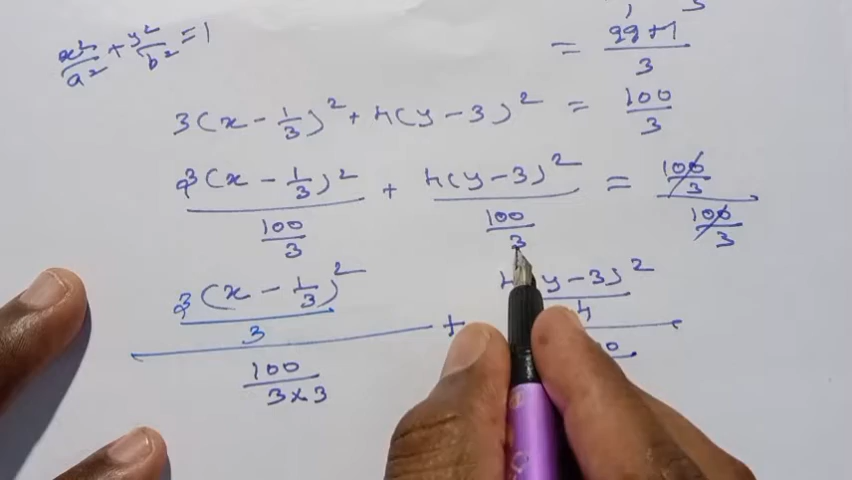 x²/a² + y²/b² = 1
= (99+1)/3
3(x - 1/3)² + 4(y - 3)² = 100/3
3(x - 1/3)²/(100/3) + 4(y - 3)²/(100/3) = (100/3)/(100/3)
(3(x - 1/3)²/3)/(100/(3×3)) + (y - 3)²/4